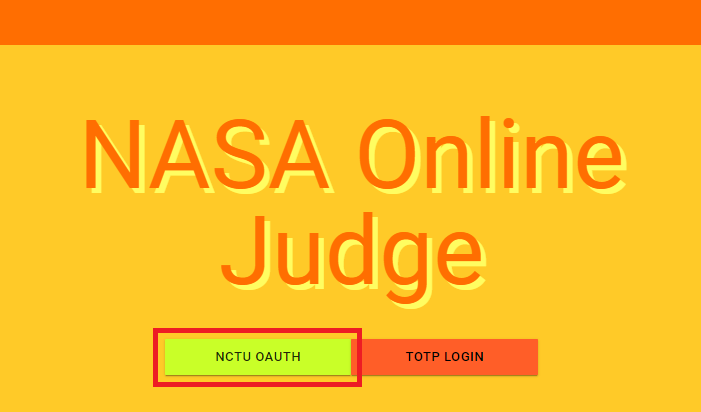 NASA Online
Judge
NCTU OAUTH TOTP LOGIN